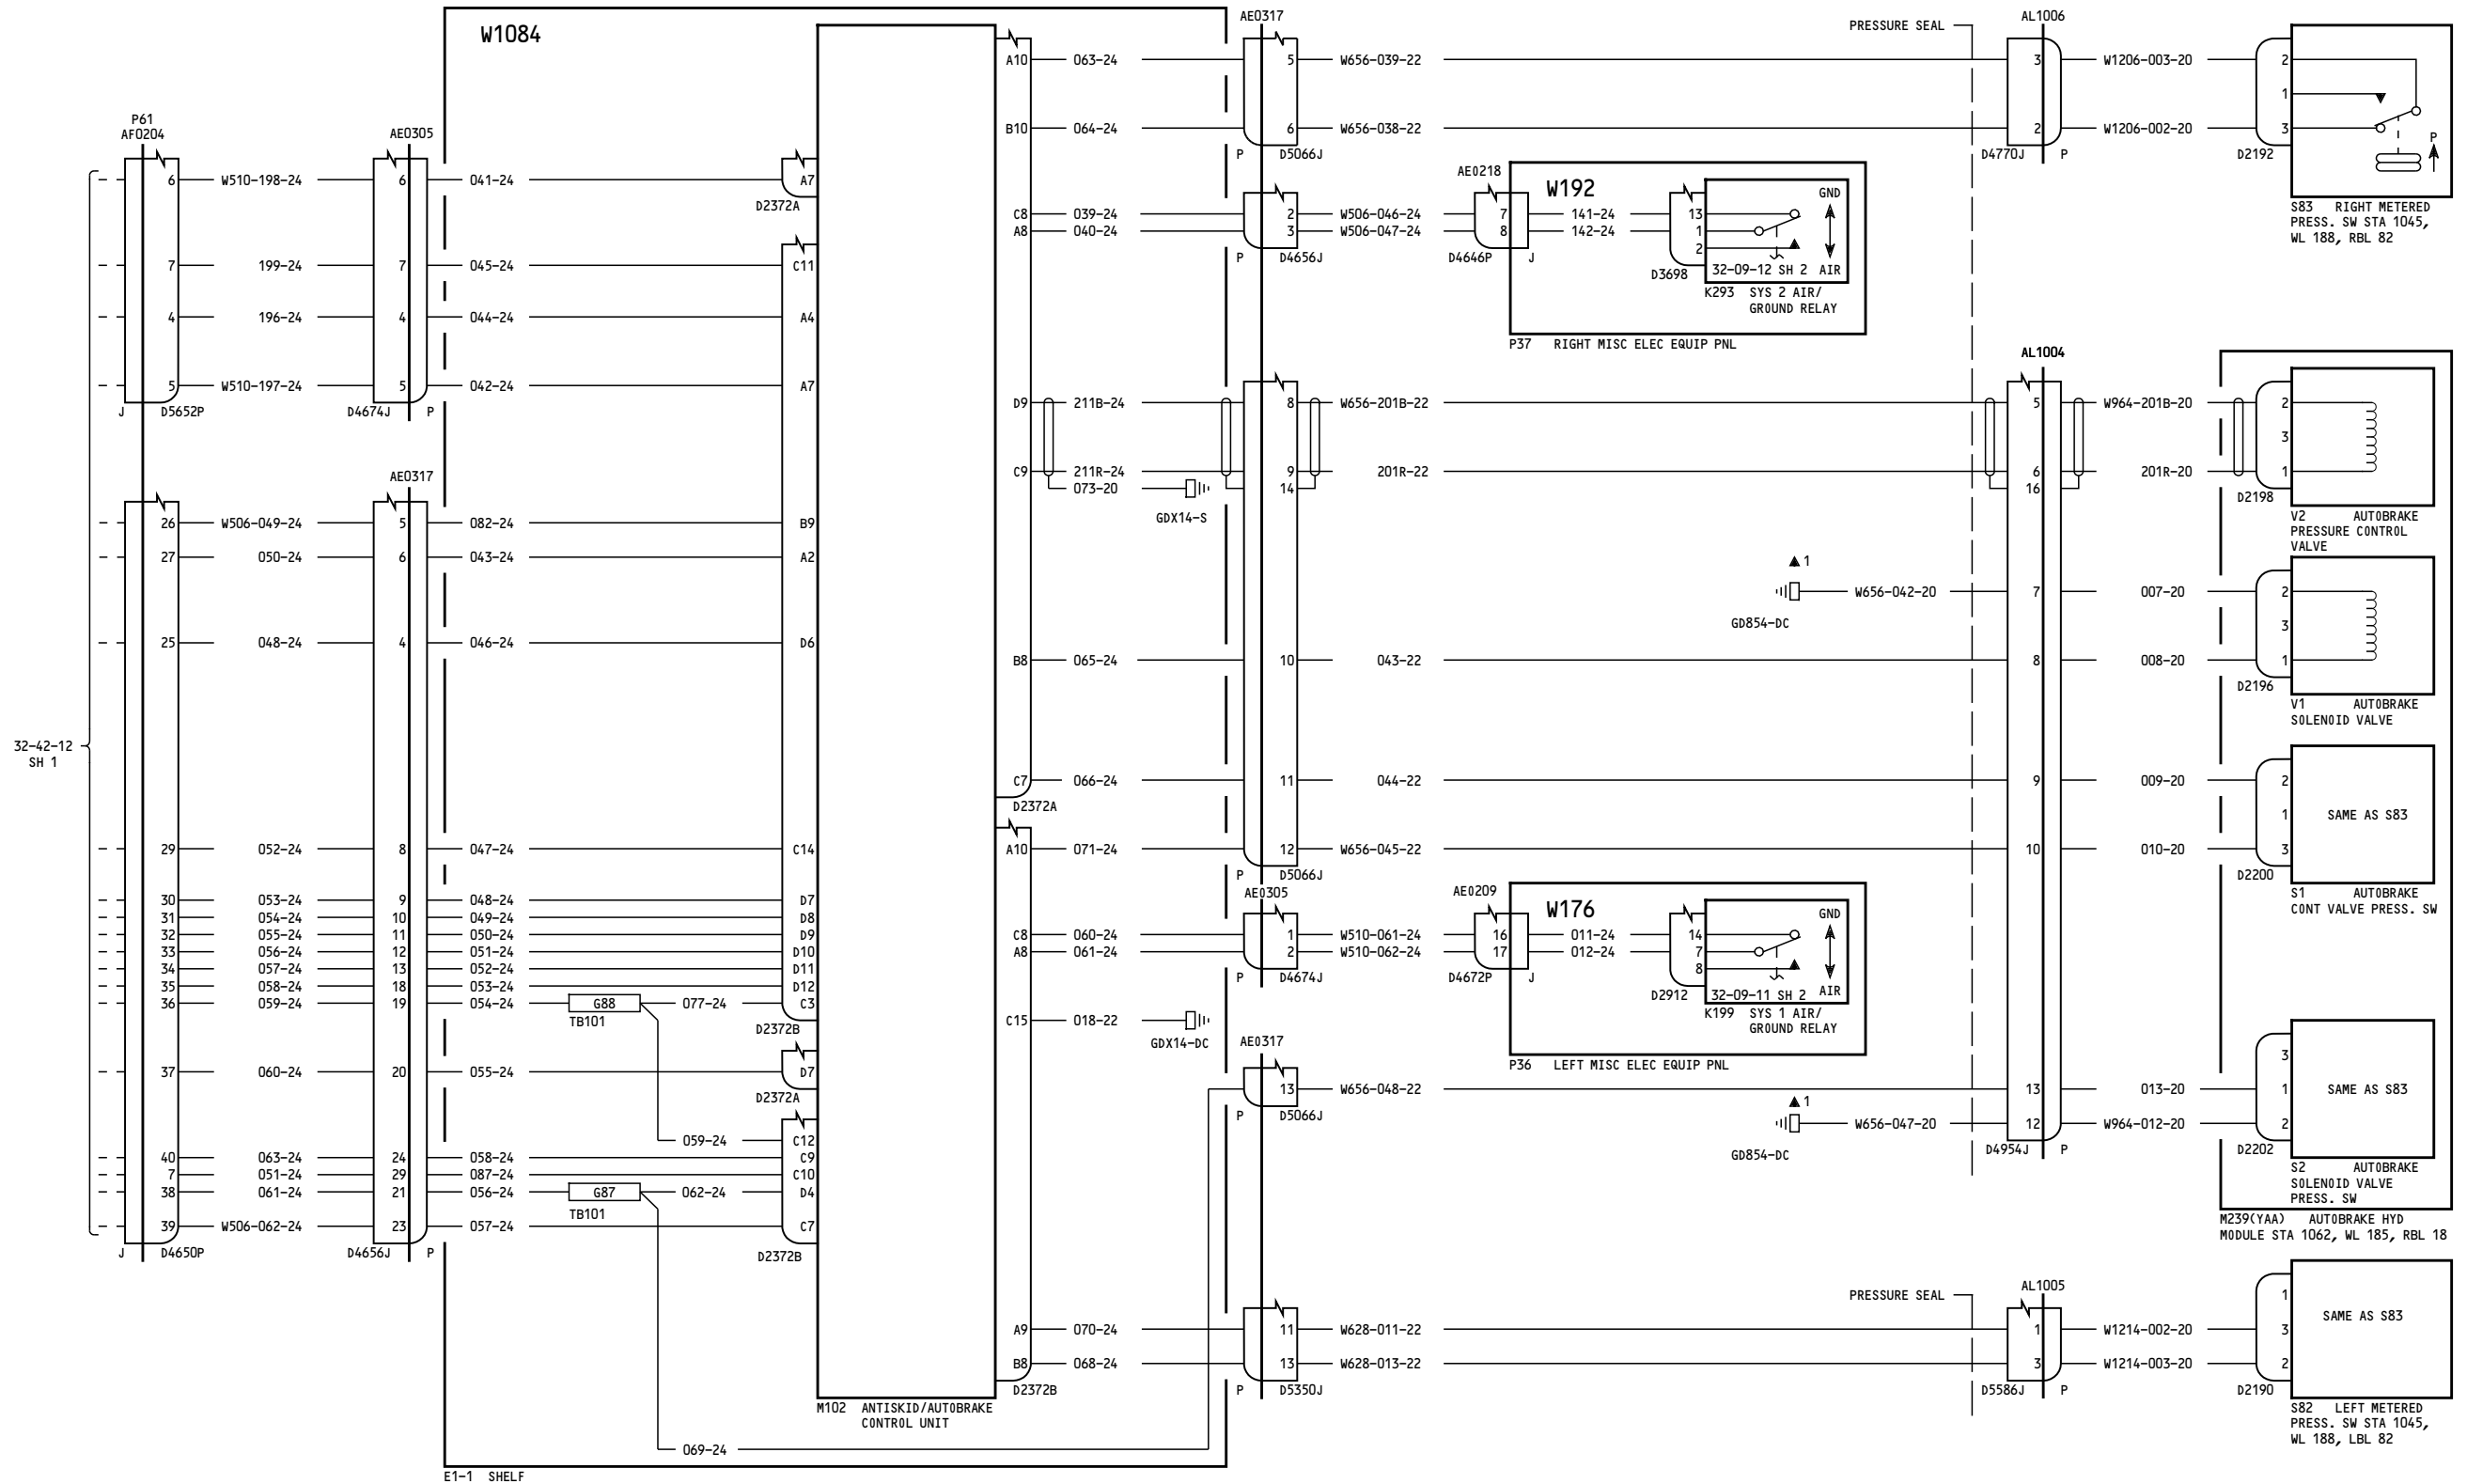 W1084
AE0317
PRESSURE SEAL
AL1006
A10 063-24 5 W656-039-22 3 W1206-003-20 2
1
P61
AF0204
AE0305
B10 064-24 6 W656-038-22 2 W1206-002-20 3
P
P D5066J D4770J P D2192
6 W510-198-24 6 041-24 A7
D2372A
AE0218
W192
GND
S83 RIGHT METERED
PRESS. SW STA 1045,
WL 188, RBL 82
C8 039-24 2 W506-046-24 7 141-24 13
A8 040-24 3 W506-047-24 8 142-24 1
2
P D4656J D4646P J D3698
32-09-12 SH 2 AIR
K293 SYS 2 AIR/
GROUND RELAY
P37 RIGHT MISC ELEC EQUIP PNL
7 199-24 7 045-24 C11
4 196-24 4 044-24 A4
5 W510-197-24 5 042-24 A7
J D5652P D4674J P
AL1004
D9 211B-24 8 W656-201B-22 5 W964-201B-20 2
3
C9 211R-24 9 201R-22 6 201R-20 1
073-20 14 16
GDX14-S
D2198
V2 AUTOBRAKE
PRESSURE CONTROL
VALVE
AE0317
26 W506-049-24 5 082-24 B9
27 050-24 6 043-24 A2
25 048-24 4 046-24 D6
1
GD854-DC
W656-042-20 7 007-20 2
3
B8 065-24 10 043-22 8 008-20 1
D2196
V1 AUTOBRAKE
SOLENOID VALVE
32-42-12
SH 1
C7 066-24 11 044-22 9 009-20 2
D2372A
1
SAME AS S83
29 052-24 8 047-24 C14
A10 071-24 12 W656-045-22 10 010-20 3
P D5066J D2200
S1 AUTOBRAKE
CONT VALVE PRESS. SW
30 053-24 9 048-24 D7
31 054-24 10 049-24 D8
32 055-24 11 050-24 D9
33 056-24 12 051-24 D10
34 057-24 13 052-24 D11
35 058-24 18 053-24 D12
36 059-24 19 054-24 G88 077-24 C3
TB101
D2372B
AE0305
AE0209
W176
GND
C8 060-24 1 W510-061-24 16 011-24 14
A8 061-24 2 W510-062-24 17 012-24 7
8
P D4674J D4672P J D2912
32-09-11 SH 2 AIR
K199 SYS 1 AIR/
GROUND RELAY
P36 LEFT MISC ELEC EQUIP PNL
C15 018-22
GDX14-DC
AE0317
37 060-24 20 055-24 D7
D2372A
3
13 W656-048-22 13 013-20 1
SAME AS S83
P D5066J
1
GD854-DC
W656-047-20 12 W964-012-20 2
D4954J P D2202
S2 AUTOBRAKE
SOLENOID VALVE
PRESS. SW
M239(YAA) AUTOBRAKE HYD
MODULE STA 1062, WL 185, RBL 18
059-24 C12
40 063-24 24 058-24 C9
7 051-24 29 087-24 C10
38 061-24 21 056-24 G87 062-24 D4
TB101
39 W506-062-24 23 057-24 C7
J D4650P D4656J P D2372B
PRESSURE SEAL
AL1005
1
SAME AS S83
A9 070-24 11 W628-011-22 1 W1214-002-20 3
B8 068-24 13 W628-013-22 3 W1214-003-20 2
D2372B P D5350J D5586J P D2190
M102 ANTISKID/AUTOBRAKE
CONTROL UNIT
S82 LEFT METERED
PRESS. SW STA 1045,
WL 188, LBL 82
069-24
E1-1 SHELF